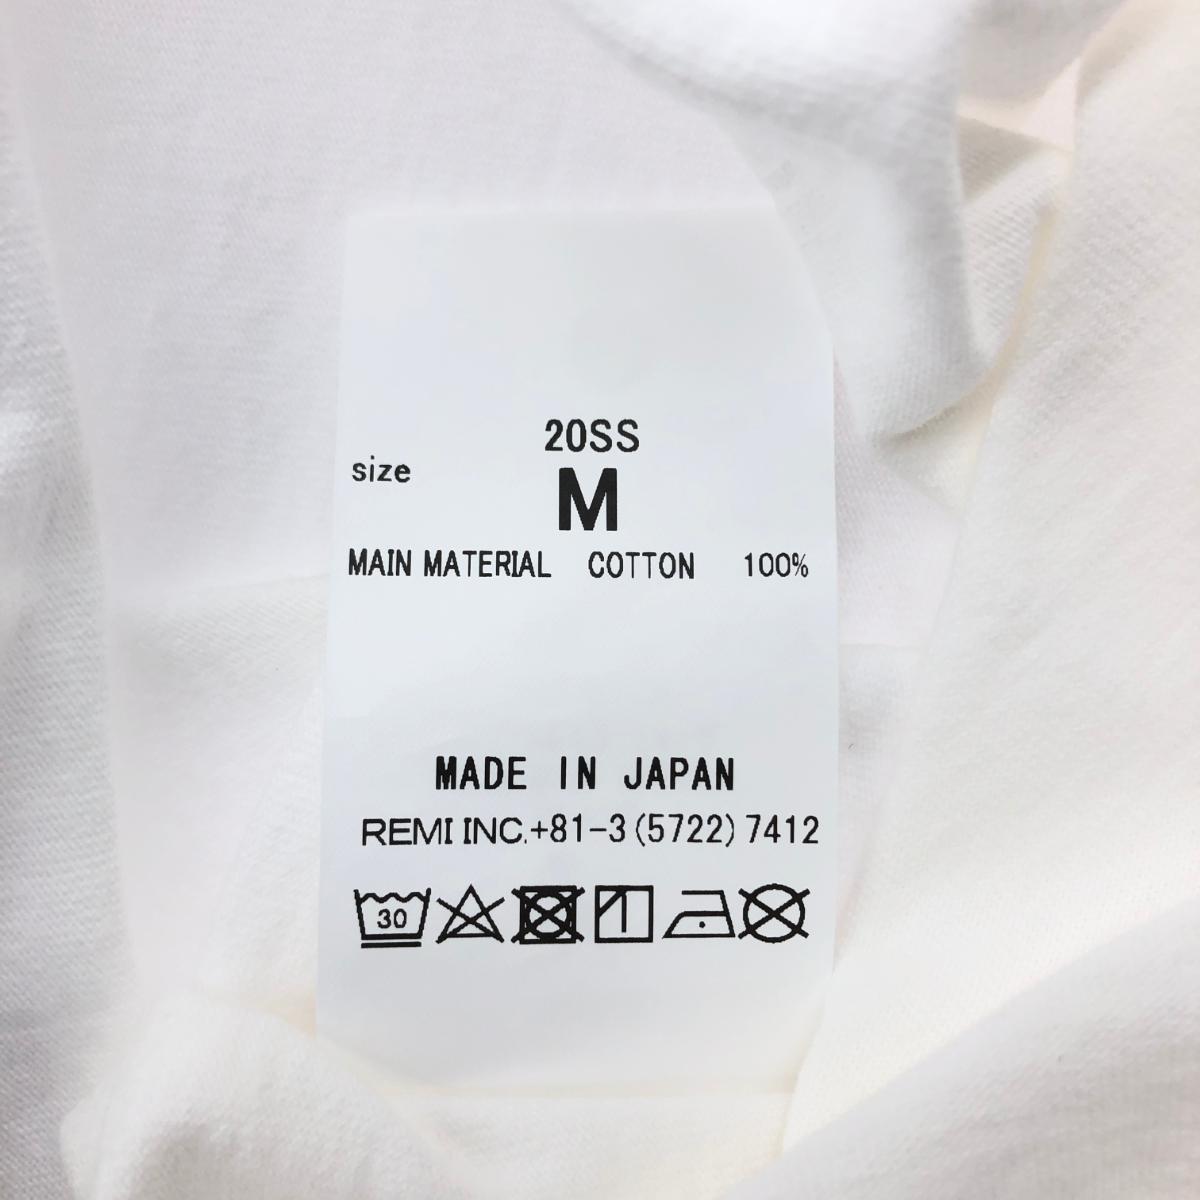 20SS
size
M
MAIN MATERIAL COTTON 100%
MADE IN JAPAN
REMI INC.+81-3(5722)7412
30